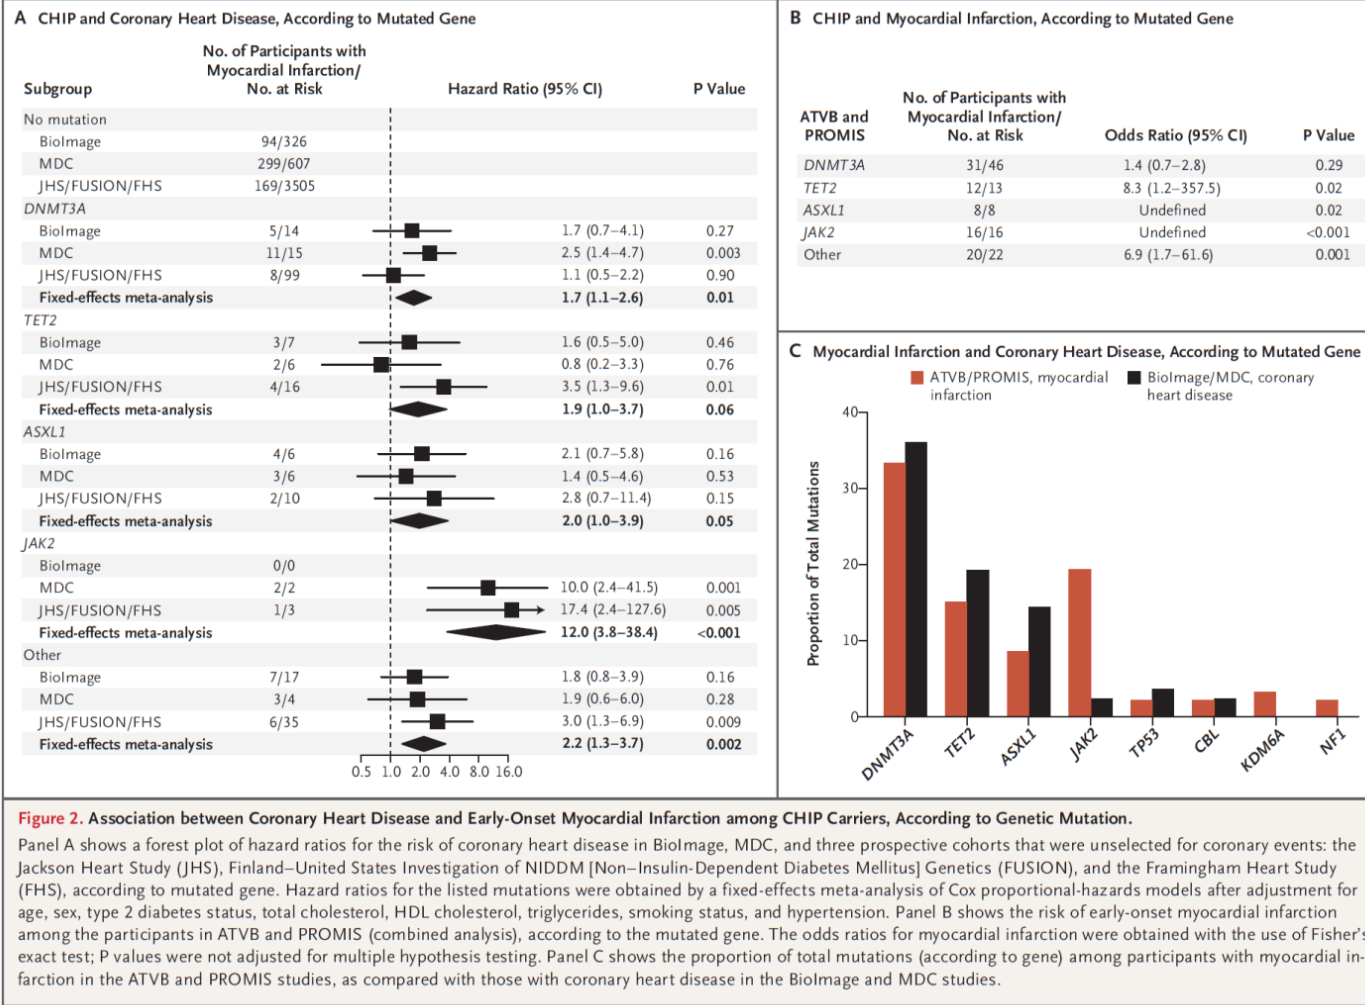 A CHIP and Coronary Heart Disease, According to Mutated Gene
No. of Participants with
Myocardial Infarction/
Subgroup No. at Risk Hazard Ratio (95% CI) P Value
No mutation
BioImage 94/326
MDC 299/607
JHS/FUSION/FHS 169/3505
DNMT3A
BioImage 5/14 1.7 (0.7–4.1) 0.27
MDC 11/15 2.5 (1.4–4.7) 0.003
JHS/FUSION/FHS 8/99 1.1 (0.5–2.2) 0.90
Fixed-effects meta-analysis 1.7 (1.1–2.6) 0.01
TET2
BioImage 3/7 1.6 (0.5–5.0) 0.46
MDC 2/6 0.8 (0.2–3.3) 0.76
JHS/FUSION/FHS 4/16 3.5 (1.3–9.6) 0.01
Fixed-effects meta-analysis 1.9 (1.0–3.7) 0.06
ASXL1
BioImage 4/6 2.1 (0.7–5.8) 0.16
MDC 3/6 1.4 (0.5–4.6) 0.53
JHS/FUSION/FHS 2/10 2.8 (0.7–11.4) 0.15
Fixed-effects meta-analysis 2.0 (1.0–3.9) 0.05
JAK2
BioImage 0/0
MDC 2/2 10.0 (2.4–41.5) 0.001
JHS/FUSION/FHS 1/3 17.4 (2.4–127.6) 0.005
Fixed-effects meta-analysis 12.0 (3.8–38.4) <0.001
Other
BioImage 7/17 1.8 (0.8–3.9) 0.16
MDC 3/4 1.9 (0.6–6.0) 0.28
JHS/FUSION/FHS 6/35 3.0 (1.3–6.9) 0.009
Fixed-effects meta-analysis 2.2 (1.3–3.7) 0.002
0.5 1.0 2.0 4.0 8.0 16.0
B CHIP and Myocardial Infarction, According to Mutated Gene
No. of Participants with
ATVB and Myocardial Infarction/
PROMIS No. at Risk Odds Ratio (95% CI) P Value
DNMT3A 31/46 1.4 (0.7–2.8) 0.29
TET2 12/13 8.3 (1.2–357.5) 0.02
ASXL1 8/8 Undefined 0.02
JAK2 16/16 Undefined <0.001
Other 20/22 6.9 (1.7–61.6) 0.001
C Myocardial Infarction and Coronary Heart Disease, According to Mutated Gene
ATVB/PROMIS, myocardial infarction
BioImage/MDC, coronary heart disease
Proportion of Total Mutations
40
30
20
10
0
DNMT3A TET2 ASXL1 JAK2 TP53 CBL KDM6A NF1
Figure 2. Association between Coronary Heart Disease and Early-Onset Myocardial Infarction among CHIP Carriers, According to Genetic Mutation.
Panel A shows a forest plot of hazard ratios for the risk of coronary heart disease in BioImage, MDC, and three prospective cohorts that were unselected for coronary events: the
Jackson Heart Study (JHS), Finland–United States Investigation of NIDDM [Non–Insulin-Dependent Diabetes Mellitus] Genetics (FUSION), and the Framingham Heart Study
(FHS), according to mutated gene. Hazard ratios for the listed mutations were obtained by a fixed-effects meta-analysis of Cox proportional-hazards models after adjustment for
age, sex, type 2 diabetes status, total cholesterol, HDL cholesterol, triglycerides, smoking status, and hypertension. Panel B shows the risk of early-onset myocardial infarction
among the participants in ATVB and PROMIS (combined analysis), according to the mutated gene. The odds ratios for myocardial infarction were obtained with the use of Fisher's
exact test; P values were not adjusted for multiple hypothesis testing. Panel C shows the proportion of total mutations (according to gene) among participants with myocardial in-
farction in the ATVB and PROMIS studies, as compared with those with coronary heart disease in the BioImage and MDC studies.